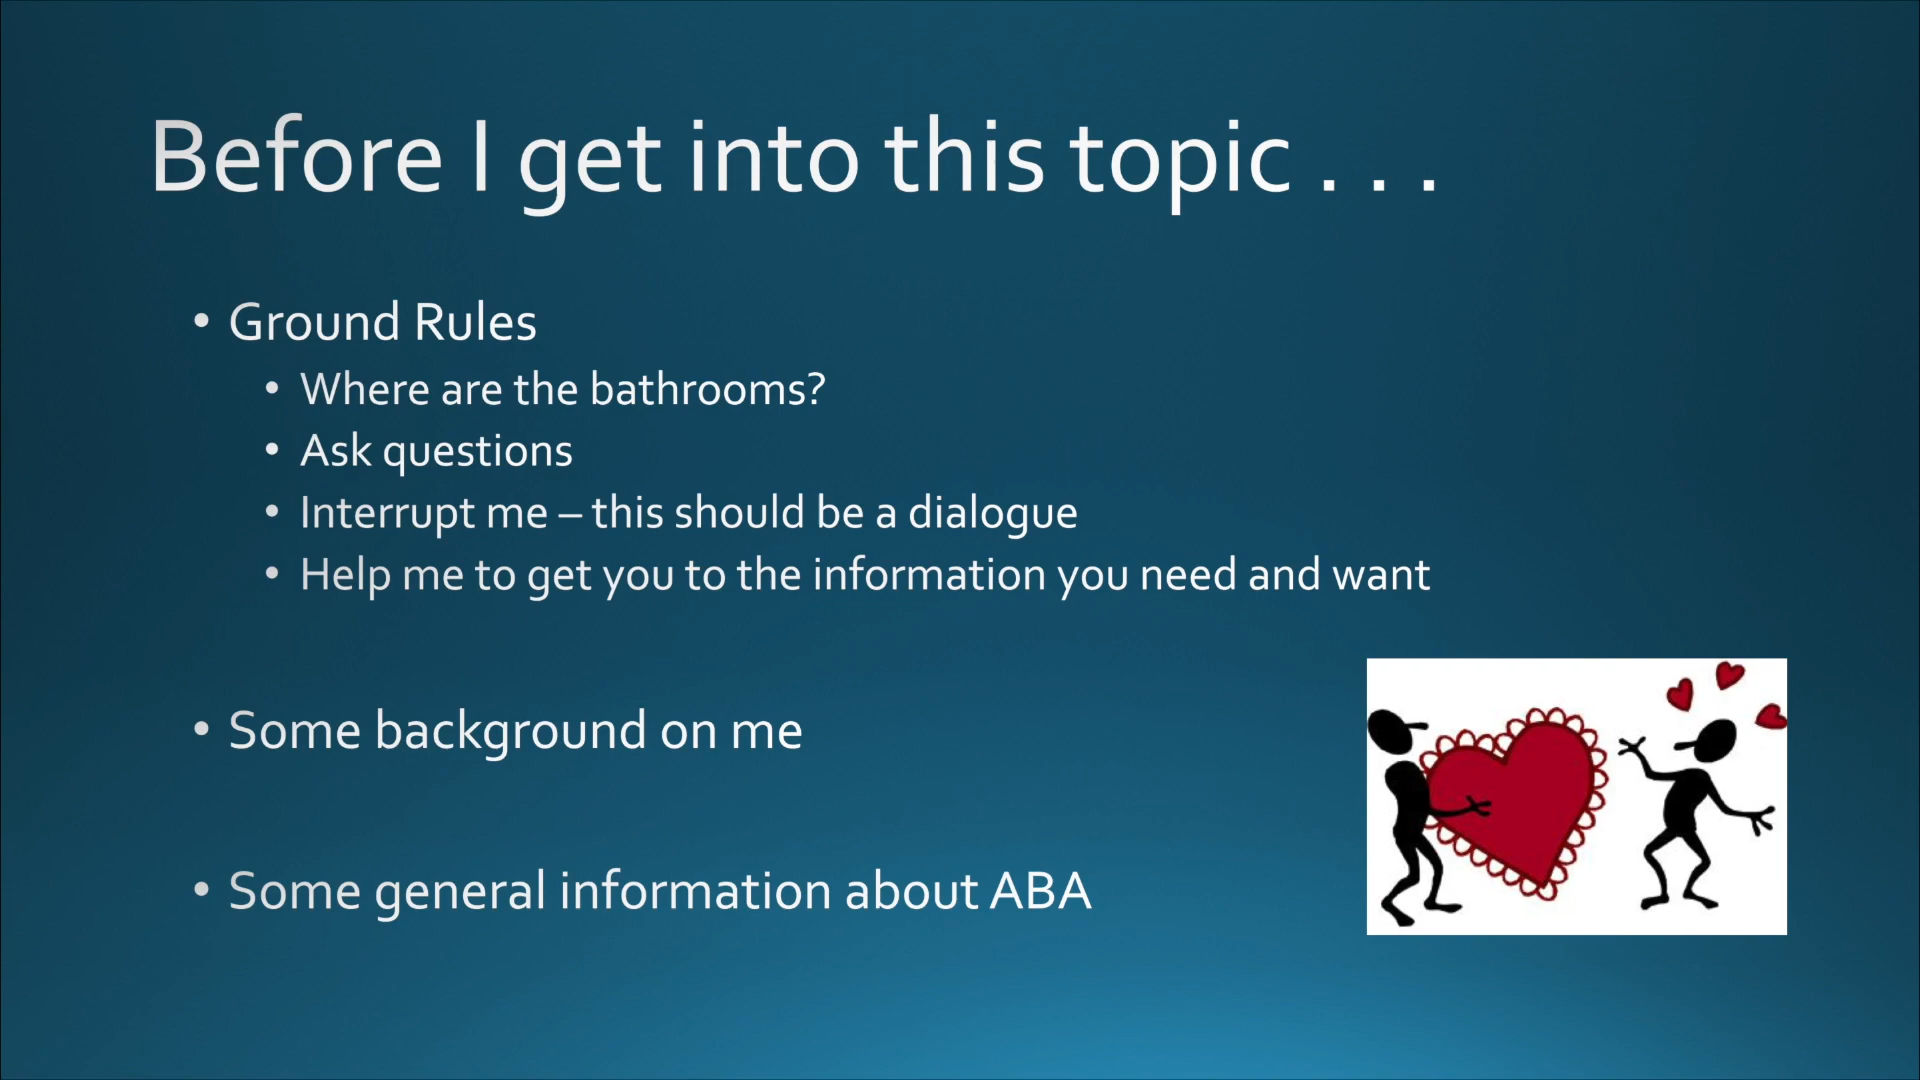 Before I get into this topic . . .
• Ground Rules
• Where are the bathrooms?
• Ask questions
• Interrupt me – this should be a dialogue
• Help me to get you to the information you need and want
• Some background on me
• Some general information about ABA